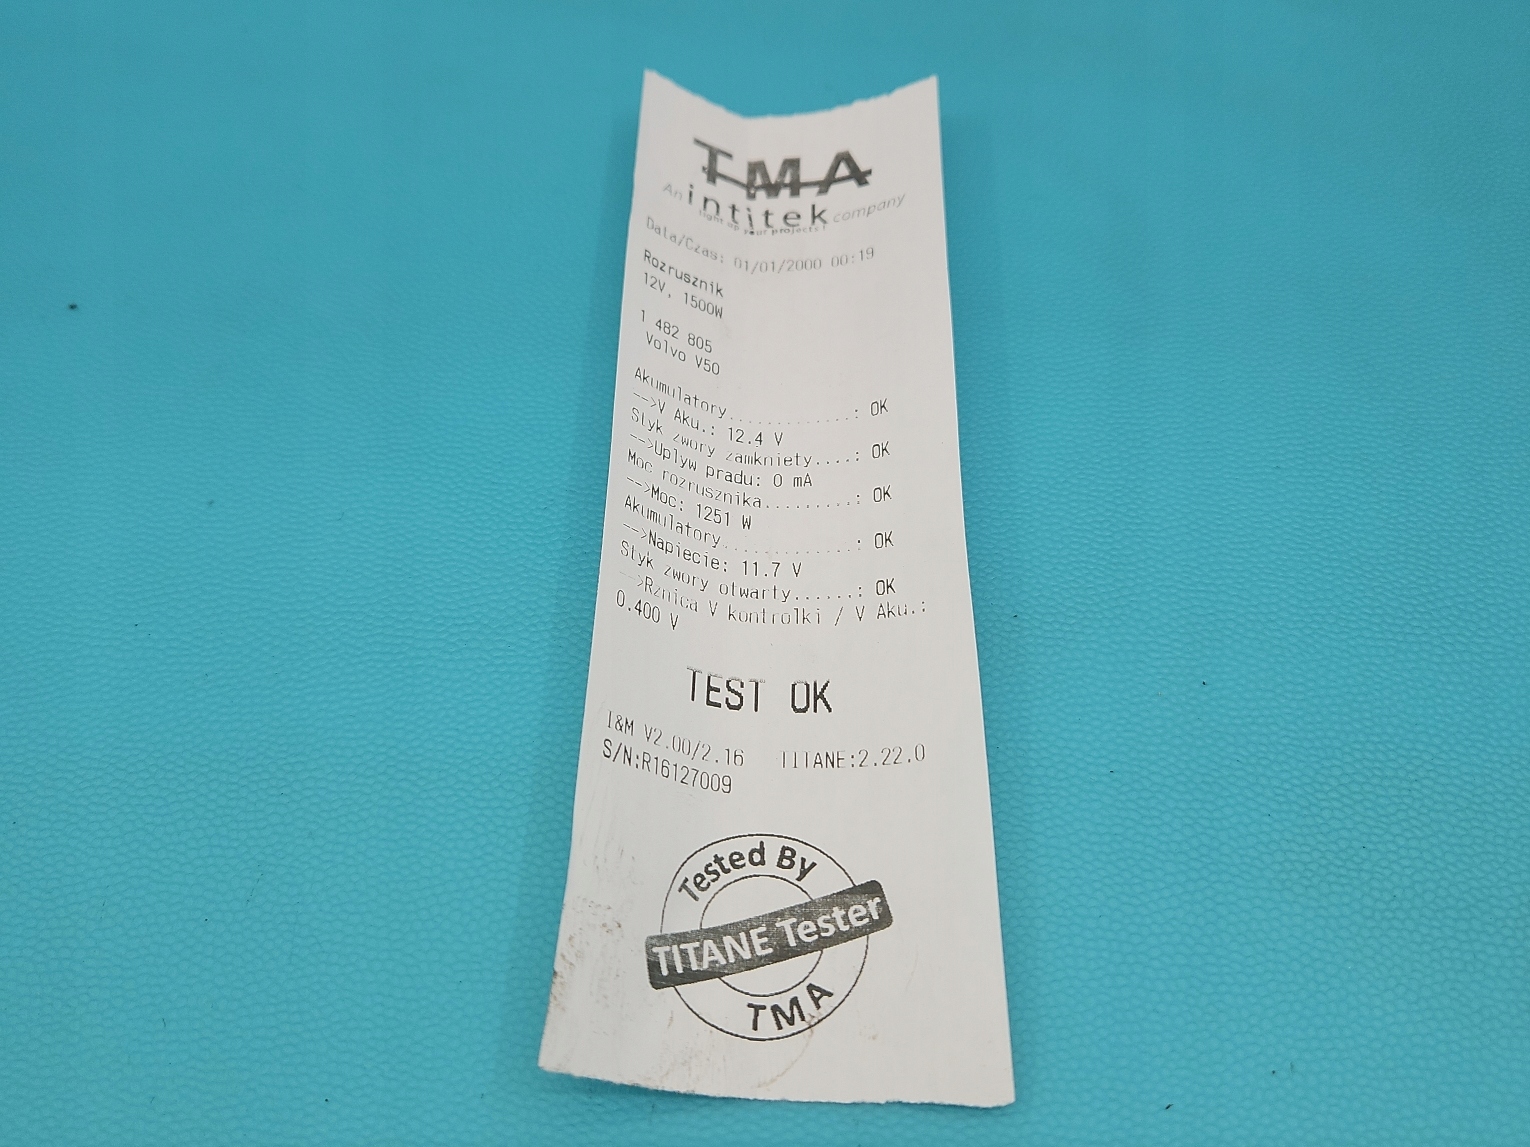 TMA
An intitek company
light up your projects!
Data/Czas: 01/01/2000 00:19
Rozrusznik
12V, 1500W
1 482 805
Volvo V50
Akumulatory.............: OK
-->V Aku.: 12.4 V
Styk zwory zamkniety....: OK
-->Uplyw pradu: 0 mA
Moc rozrusznika.........: OK
-->Moc: 1251 W
Akumulatory.............: OK
-->Napiecie: 11.7 V
Styk zwory otwarty......: OK
-->Rznica V kontrolki / V Aku.:
0.400 V
TEST OK
I&M V2.00/2.16 TITANE:2.22.0
S/N:R16127009
Tested By
TITANE Tester
TMA